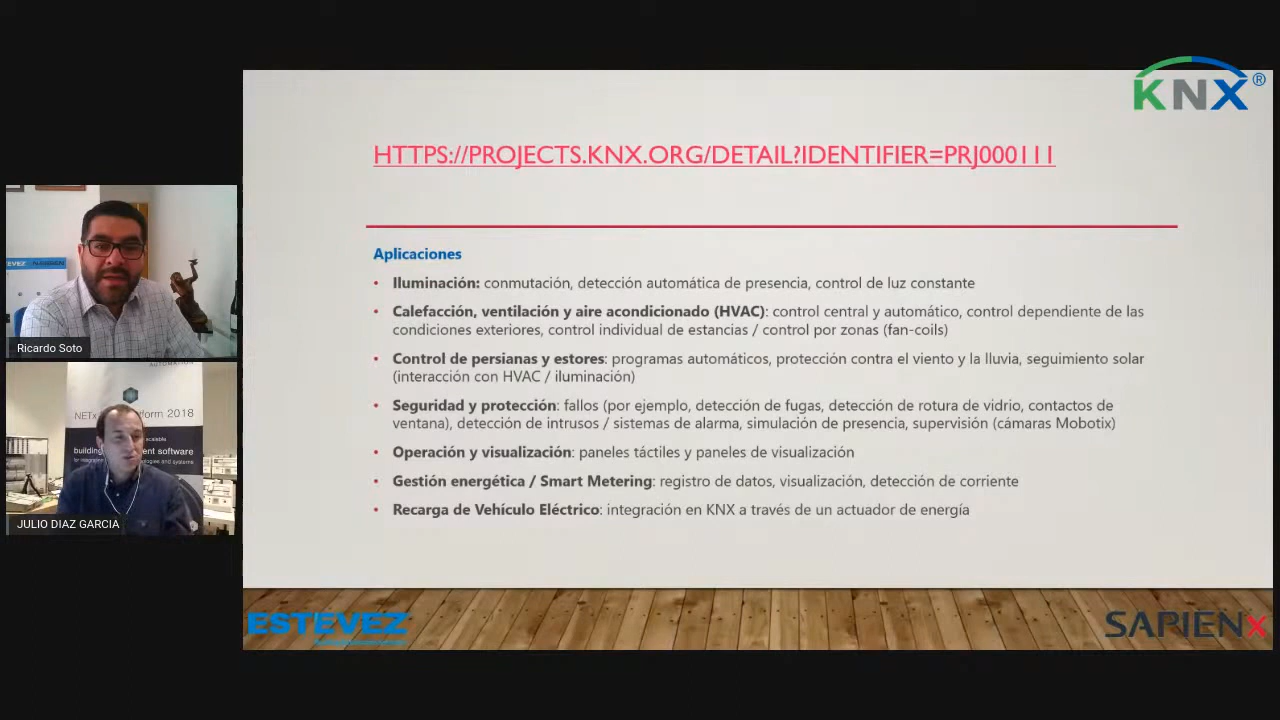 KNX®
HTTPS://PROJECTS.KNX.ORG/DETAIL?IDENTIFIER=PRJ000111
Aplicaciones
• Iluminación: conmutación, detección automática de presencia, control de luz constante
• Calefacción, ventilación y aire acondicionado (HVAC): control central y automático, control dependiente de las
condiciones exteriores, control individual de estancias / control por zonas (fan-coils)
• Control de persianas y estores: programas automáticos, protección contra el viento y la lluvia, seguimiento solar
(interacción con HVAC / iluminación)
• Seguridad y protección: fallos (por ejemplo, detección de fugas, detección de rotura de vidrio, contactos de
ventana), detección de intrusos / sistemas de alarma, simulación de presencia, supervisión (cámaras Mobotix)
• Operación y visualización: paneles táctiles y paneles de visualización
• Gestión energética / Smart Metering: registro de datos, visualización, detección de corriente
• Recarga de Vehículo Eléctrico: integración en KNX a través de un actuador de energía
ESTEVEZ
SAPIENX
Ricardo Soto
AUTOMATION
NETx
2018
software
JULIO DIAZ GARCIÁ